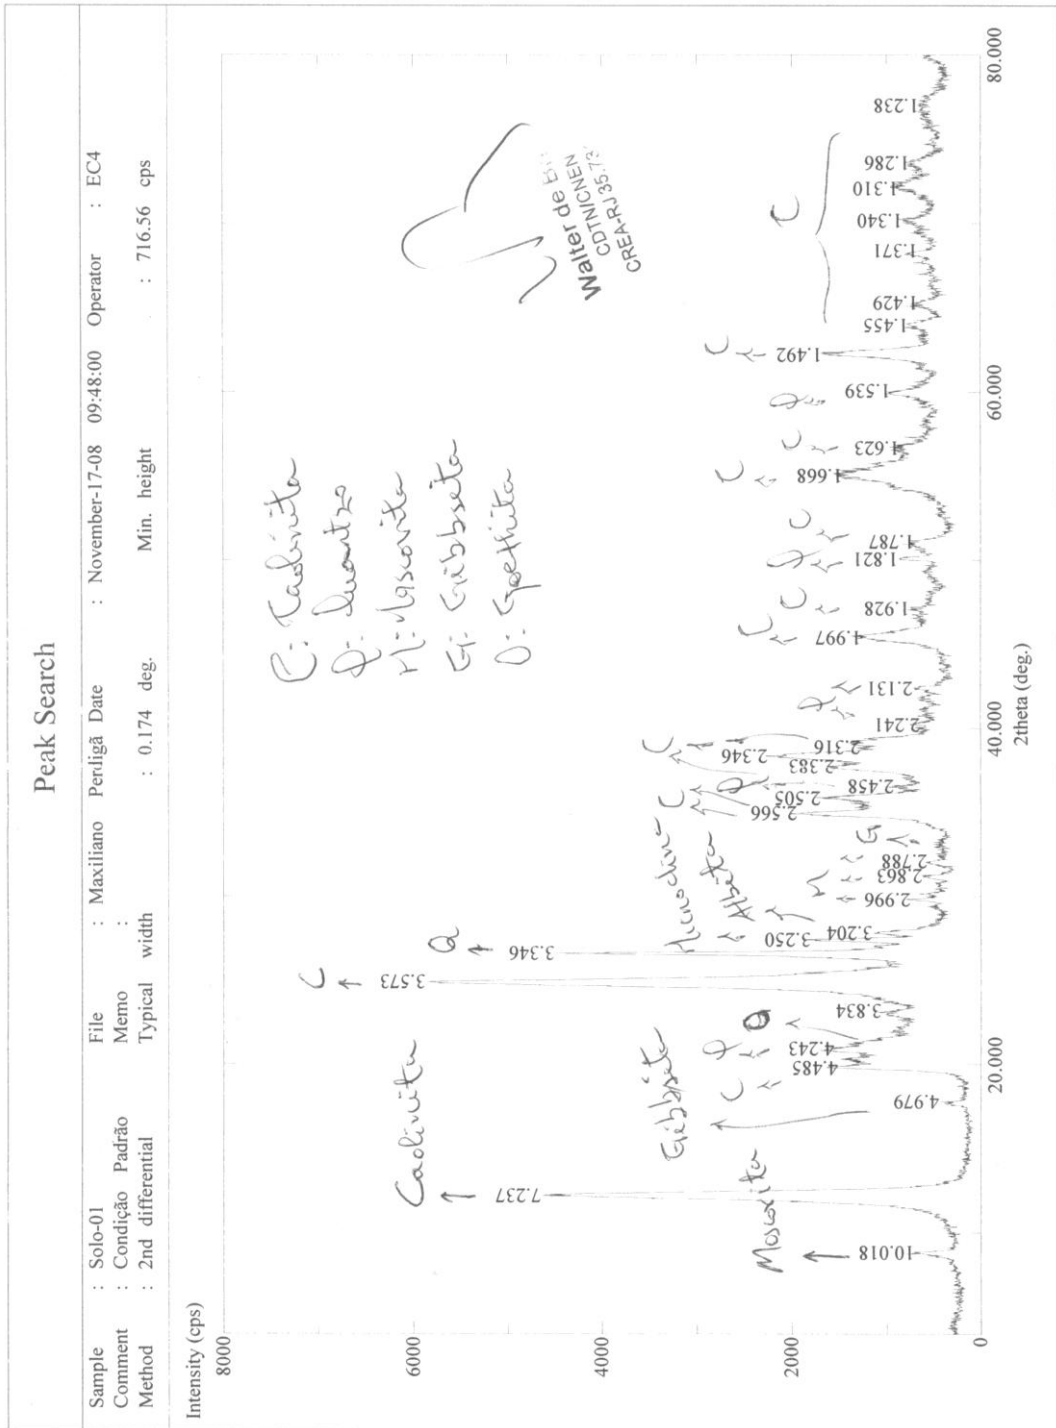 Peak Search
Sample : Solo-01 File : Maxiliano Perdigã Date : November-17-08 09:48:00 Operator : EC4
Comment : Condição Padrão Memo :
Method : 2nd differential Typical width : 0.174 deg. Min. height : 716.56 cps
Intensity (cps)
8000
6000
4000
2000
0
20.000
40.000
60.000
80.000
2theta (deg.)
C: Caolinita
Q: Quartzo
M: Muscovita
G: Gibbsita
O: Goethita
Walter de
CDTN/CNEN
CREA-RJ 35.73
Moscovita
10.018
Caolinita
7.237
Gibbsita
4.979
C
4.485
Q
4.243
3.834
C
3.573
Q
3.346
Microclina
3.250
Albita
3.204
M
2.996
2.863
2.788
G
C
2.566
2.505
Q
2.458
2.383
C
2.346
2.316
Q
2.241
2.131
C
1.997
C
1.928
Q
1.821
C
1.787
C
1.668
C
1.623
Q
1.539
C
1.492
C
1.455
1.429
1.371
1.340
1.310
1.286
1.238